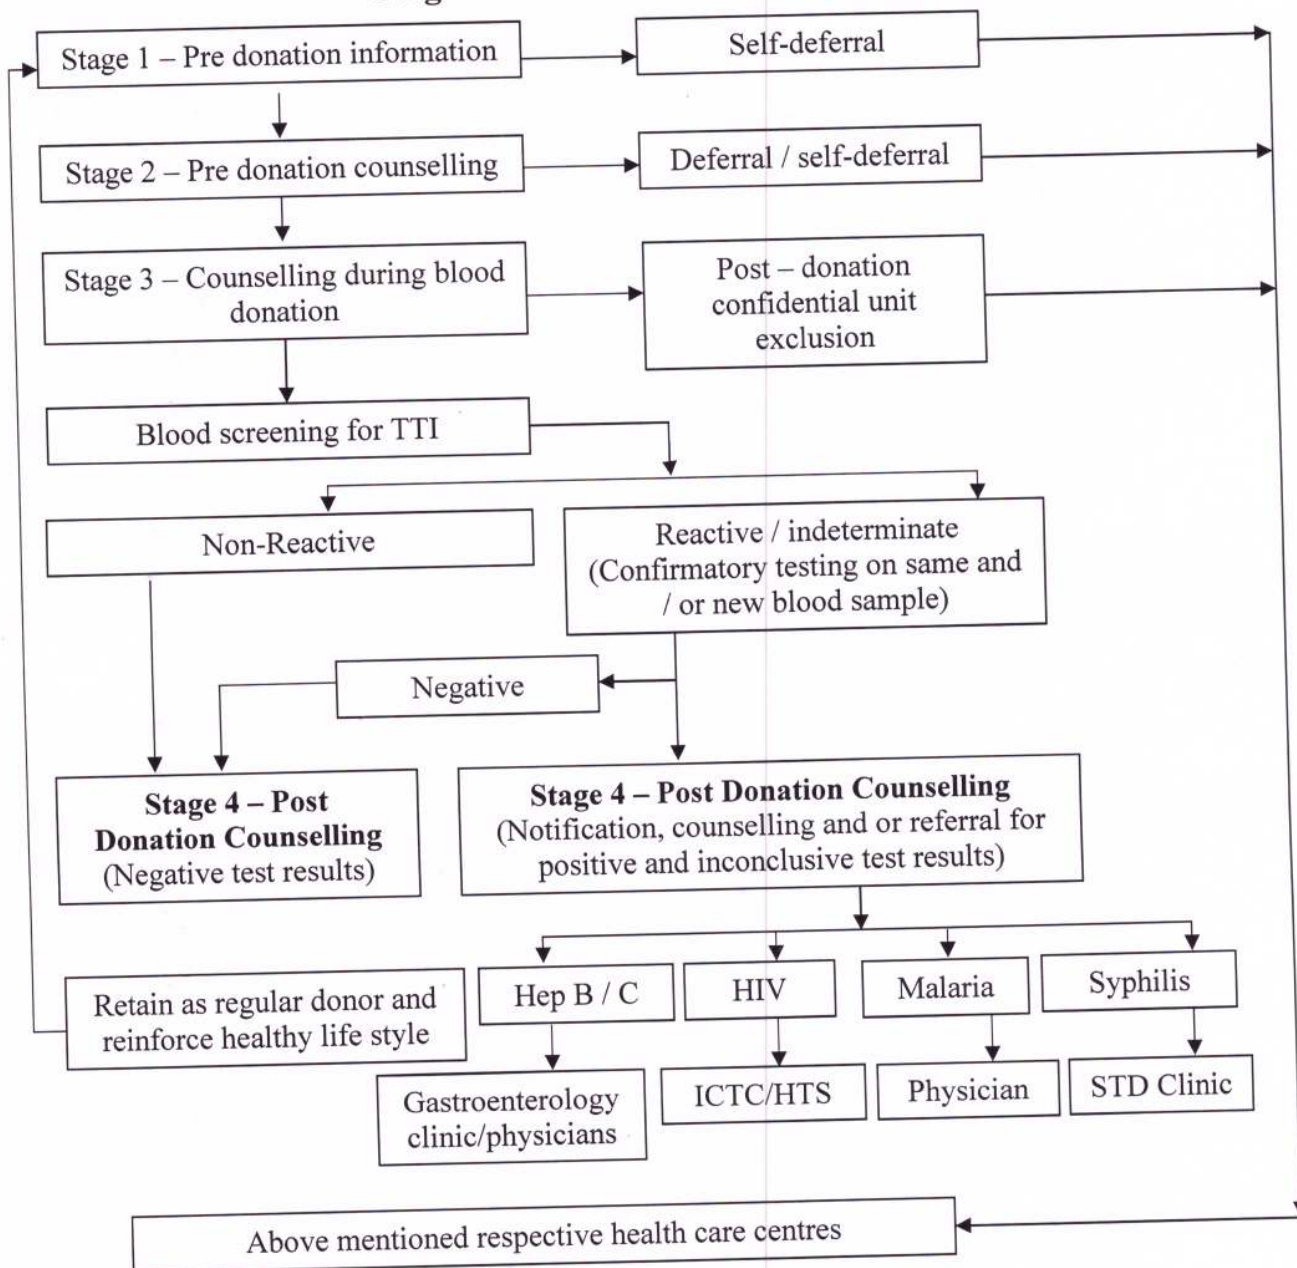 Stage 1 – Pre donation information
Self-deferral
Stage 2 – Pre donation counselling
Deferral / self-deferral
Stage 3 – Counselling during blood
donation
Post – donation
confidential unit
exclusion
Blood screening for TTI
Non-Reactive
Reactive / indeterminate
(Confirmatory testing on same and
/ or new blood sample)
Negative
Stage 4 – Post
Donation Counselling
(Negative test results)
Stage 4 – Post Donation Counselling
(Notification, counselling and or referral for
positive and inconclusive test results)
Retain as regular donor and
reinforce healthy life style
Hep B / C
HIV
Malaria
Syphilis
Gastroenterology
clinic/physicians
ICTC/HTS
Physician
STD Clinic
Above mentioned respective health care centres